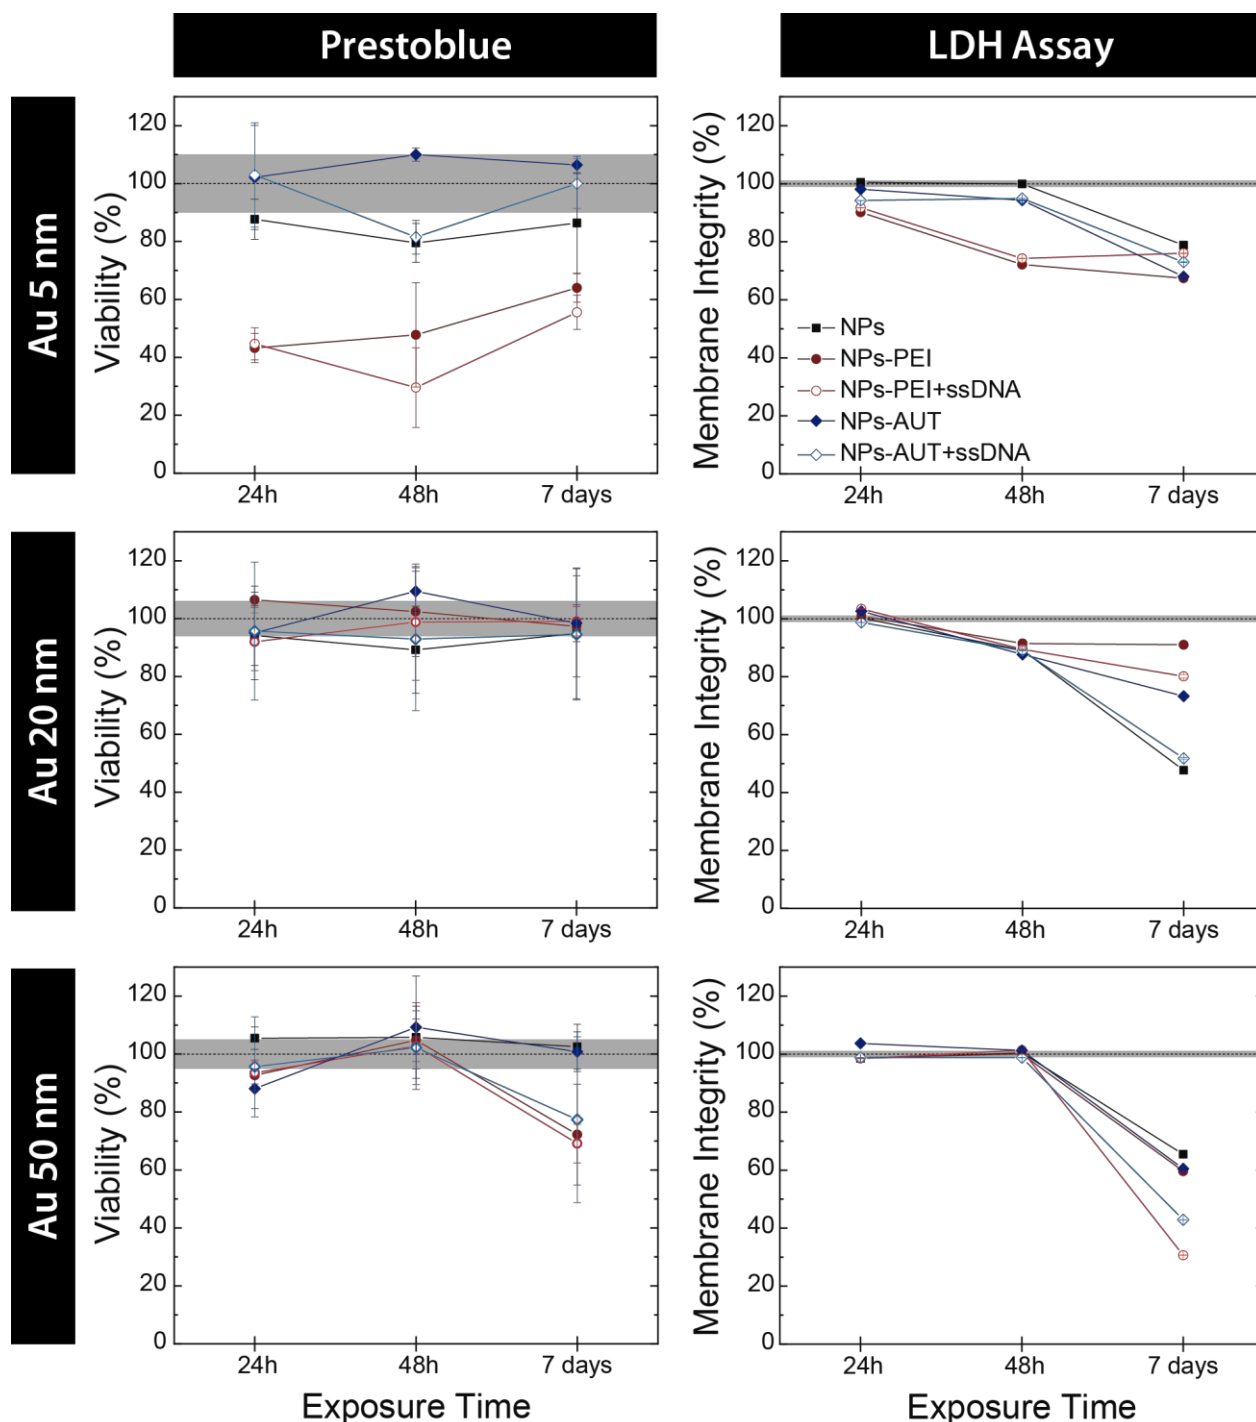 Prestoblue
LDH Assay
Au 5 nm
Viability (%)
120
100
80
60
40
20
0
24h
48h
7 days
Membrane Integrity (%)
120
100
80
60
40
20
0
NPs
NPs-PEI
NPs-PEI+ssDNA
NPs-AUT
NPs-AUT+ssDNA
24h
48h
7 days
Au 20 nm
Viability (%)
120
100
80
60
40
20
0
24h
48h
7 days
Membrane Integrity (%)
120
100
80
60
40
20
0
24h
48h
7 days
Au 50 nm
Viability (%)
120
100
80
60
40
20
0
24h
48h
7 days
Exposure Time
Membrane Integrity (%)
120
100
80
60
40
20
0
24h
48h
7 days
Exposure Time